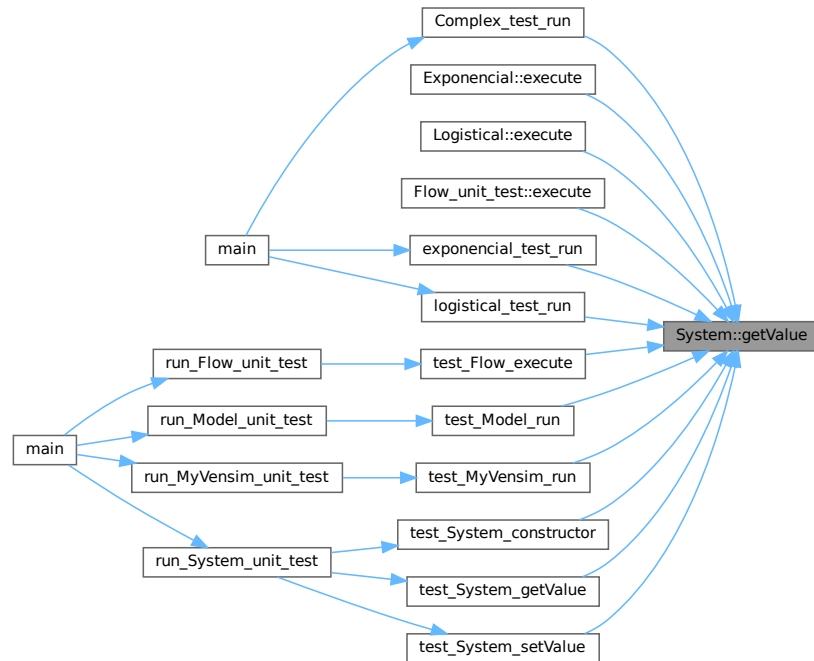 Complex_test_run
Exponencial::execute
Logistical::execute
Flow_unit_test::execute
main
exponencial_test_run
logistical_test_run
System::getValue
run_Flow_unit_test
test_Flow_execute
run_Model_unit_test
test_Model_run
main
run_MyVensim_unit_test
test_MyVensim_run
test_System_constructor
run_System_unit_test
test_System_getValue
test_System_setValue